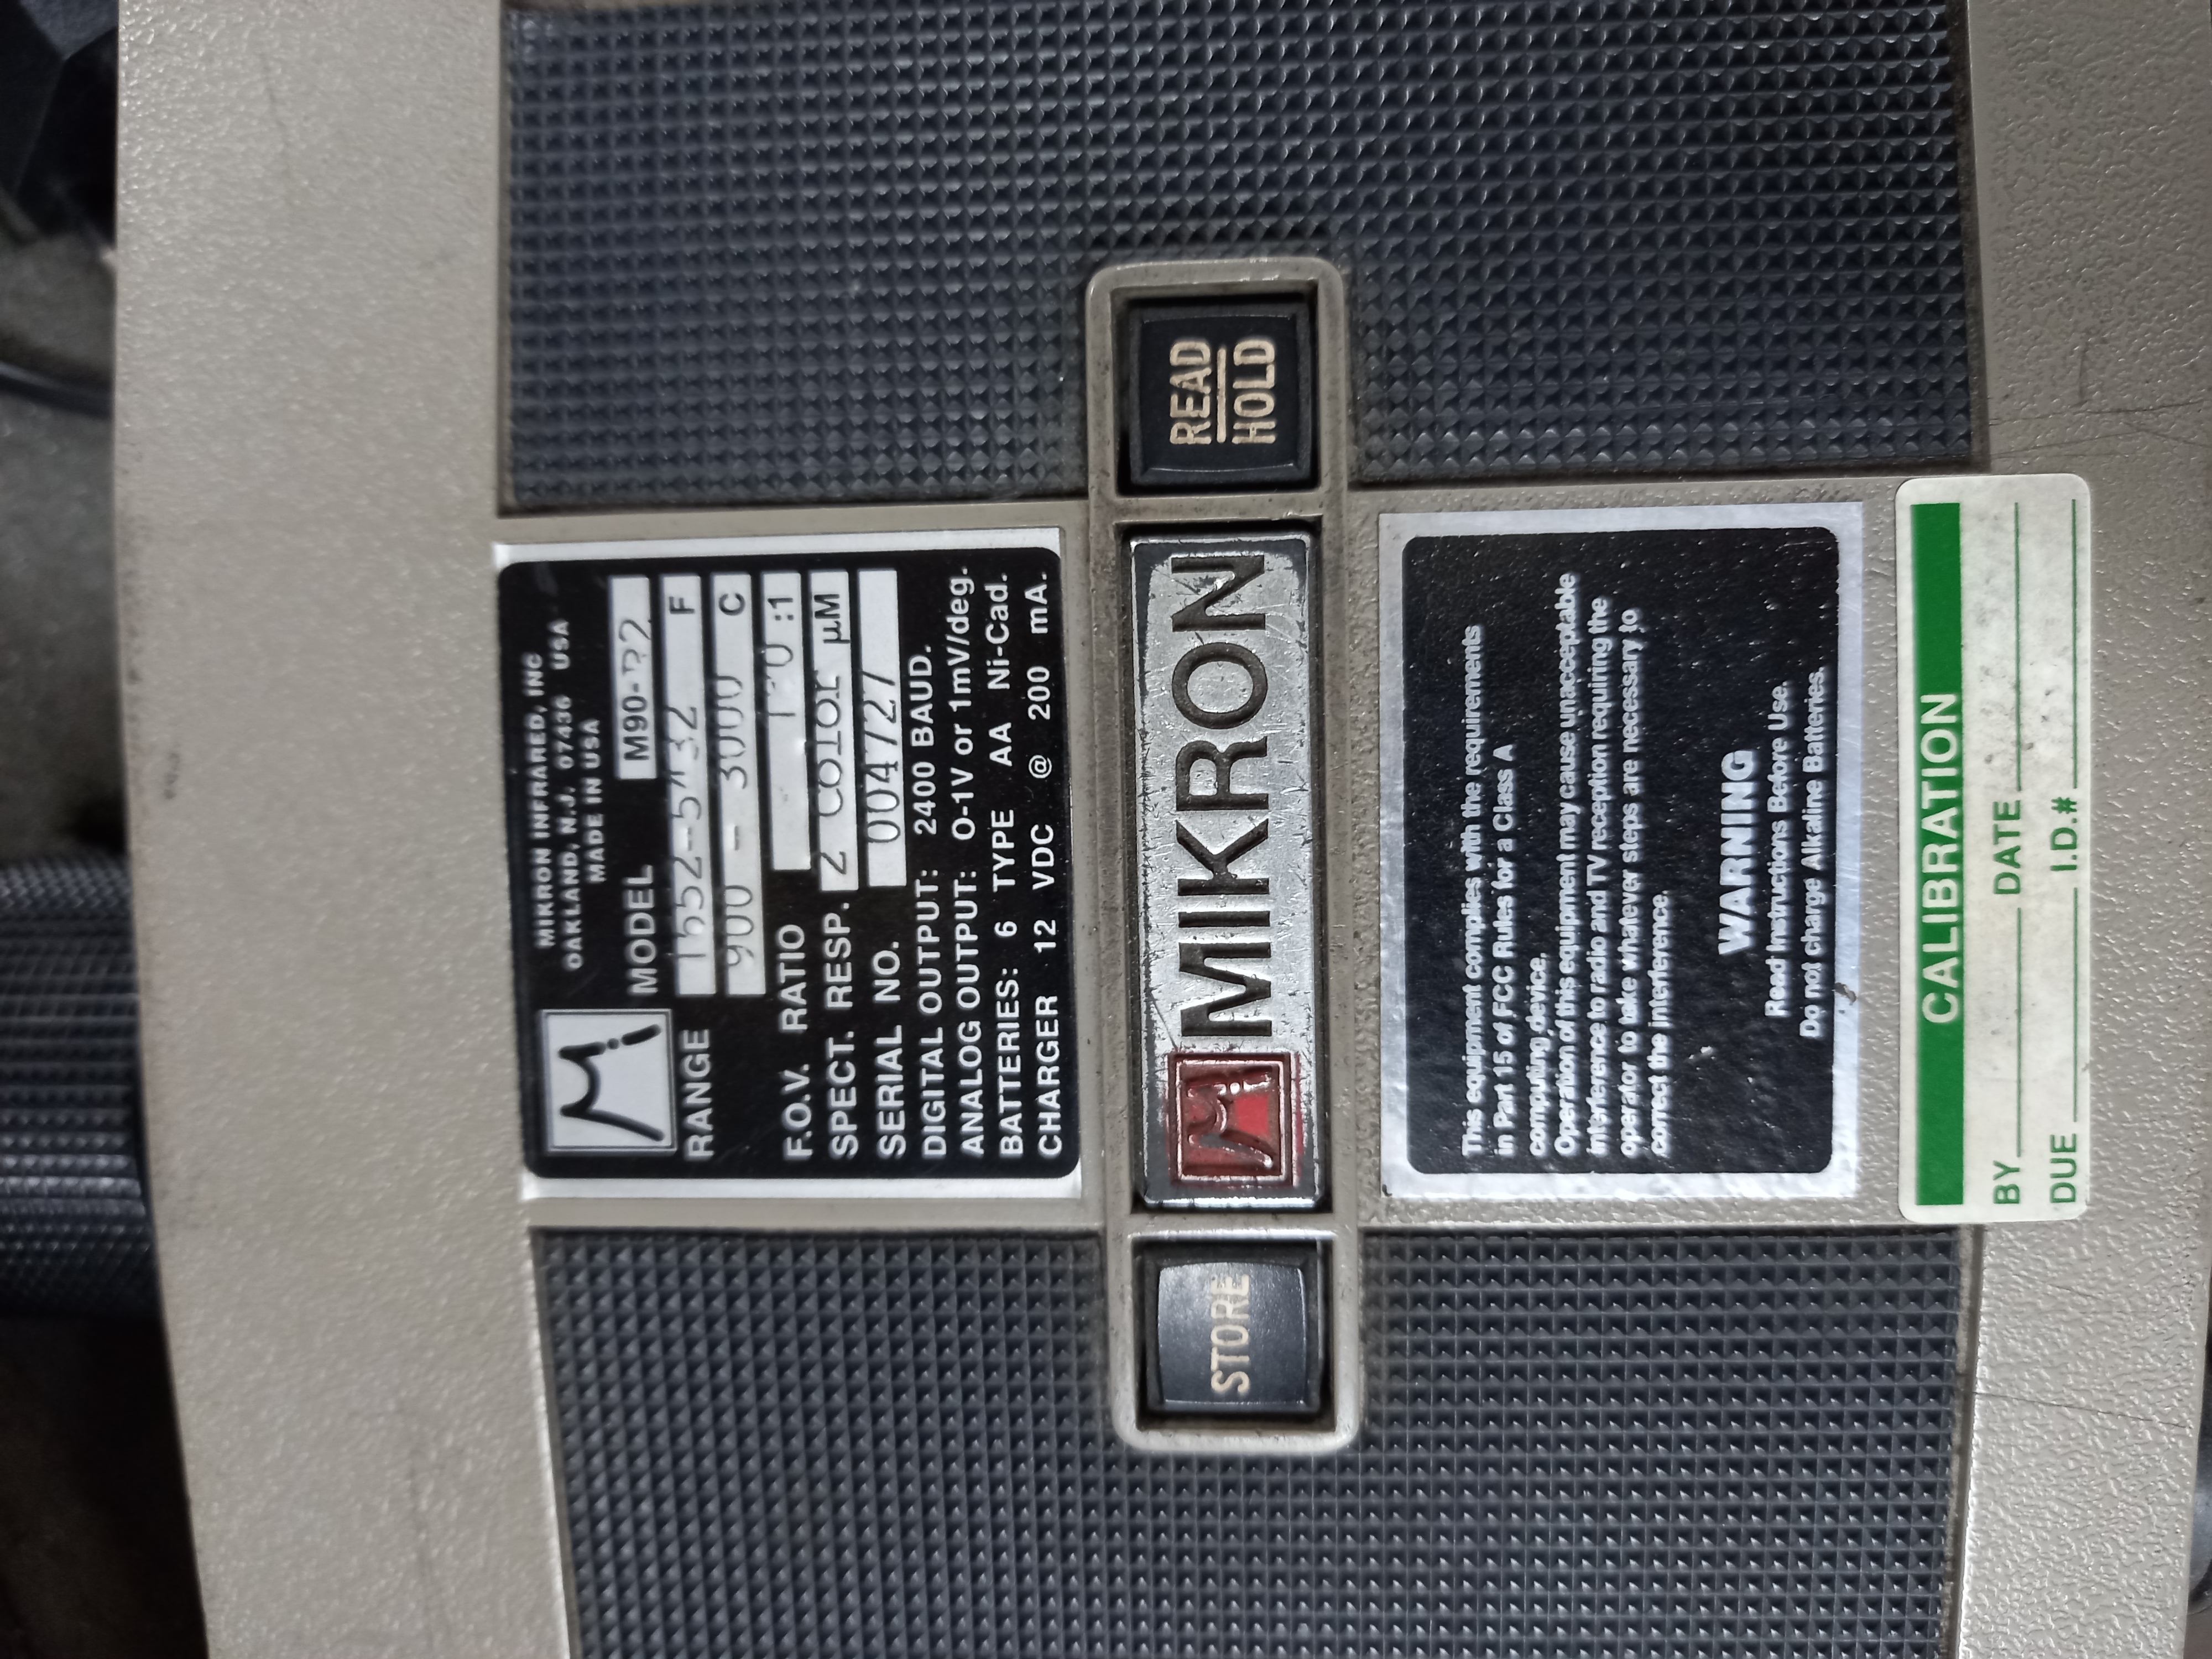 MIKRON INFRARED, INC
OAKLAND, N.J. 07436 USA
MADE IN USA
MODEL M90-R2
RANGE 1652-5432 F
900 - 3000 C
F.O.V. RATIO :1
SPECT. RESP. 2 Color µM
SERIAL NO. 004727
DIGITAL OUTPUT: 2400 BAUD.
ANALOG OUTPUT: O-1V or 1mV/deg.
BATTERIES: 6 TYPE AA Ni-Cad.
CHARGER 12 VDC @ 200 mA.
STORE
MIKRON
READ
HOLD
This equipment complies with the requirements
in Part 15 of FCC Rules for a Class A
computing device.
Operation of this equipment may cause unacceptable
interference to radio and TV reception requiring the
operator to take whatever steps are necessary to
correct the interference.
WARNING
Read Instructions Before Use.
Do not charge Alkaline Batteries.
CALIBRATION
BY DATE
DUE I.D.#